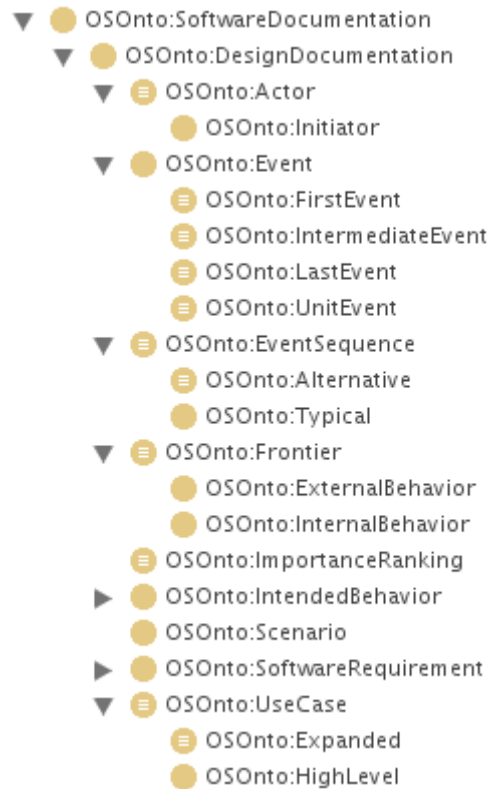 OSOnto:SoftwareDocumentation
OSOnto:DesignDocumentation
OSOnto:Actor
OSOnto:Initiator
OSOnto:Event
OSOnto:FirstEvent
OSOnto:IntermediateEvent
OSOnto:LastEvent
OSOnto:UnitEvent
OSOnto:EventSequence
OSOnto:Alternative
OSOnto:Typical
OSOnto:Frontier
OSOnto:ExternalBehavior
OSOnto:InternalBehavior
OSOnto:ImportanceRanking
OSOnto:IntendedBehavior
OSOnto:Scenario
OSOnto:SoftwareRequirement
OSOnto:UseCase
OSOnto:Expanded
OSOnto:HighLevel